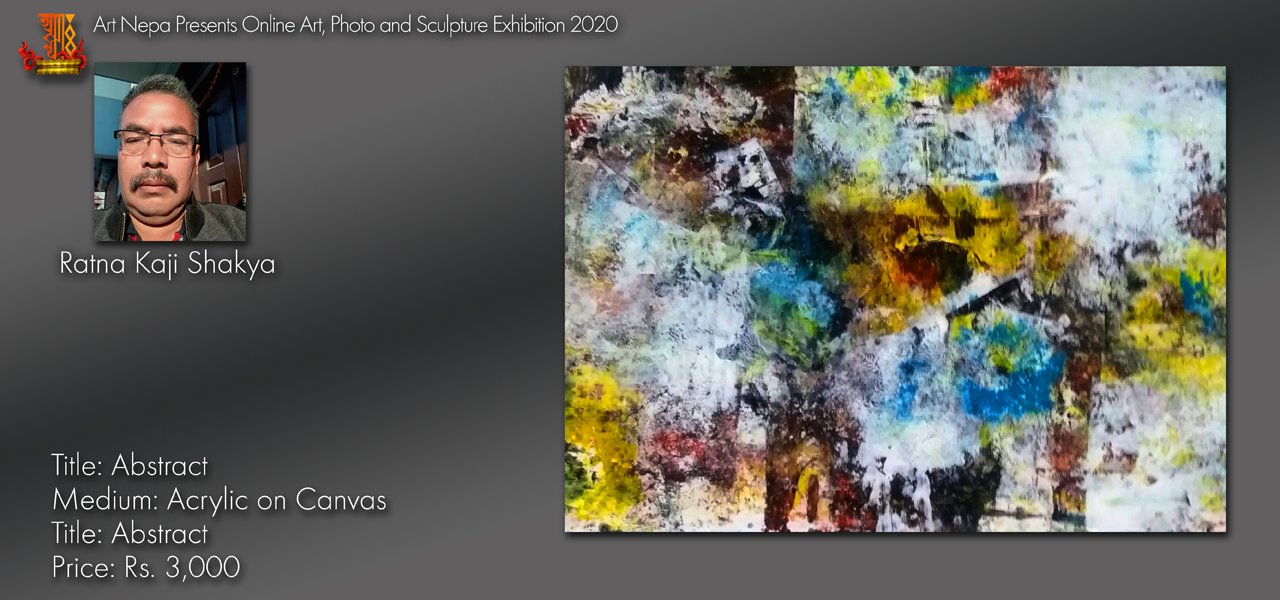 Art Nepa Presents Online Art, Photo and Sculpture Exhibition 2020
Ratna Kaji Shakya
Title: Abstract
Medium: Acrylic on Canvas
Title: Abstract
Price: Rs. 3,000